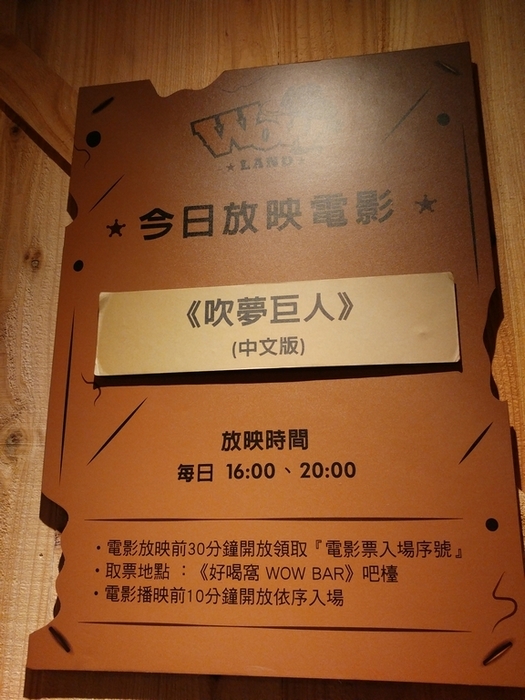 WOW
LAND
★ 今日放映電影 ★
《吹夢巨人》
(中文版)
放映時間
每日 16:00、20:00
・電影放映前30分鐘開放領取『電影票入場序號』
・取票地點 :《好喝窩 WOW BAR》吧檯
・電影播映前10分鐘開放依序入場